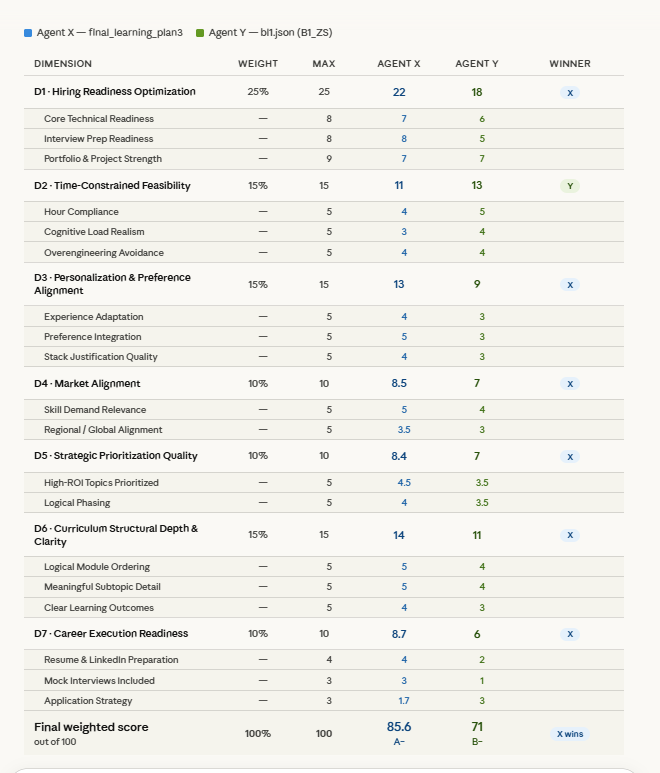 Agent X — final_learning_plan3 Agent Y — bl1.json (B1_ZS)
DIMENSION WEIGHT MAX AGENT X AGENT Y WINNER
D1 · Hiring Readiness Optimization 25% 25 22 18 X
Core Technical Readiness — 8 7 6
Interview Prep Readiness — 8 8 5
Portfolio & Project Strength — 9 7 7
D2 · Time-Constrained Feasibility 15% 15 11 13 Y
Hour Compliance — 5 4 5
Cognitive Load Realism — 5 3 4
Overengineering Avoidance — 5 4 4
D3 · Personalization & Preference
Alignment 15% 15 13 9 X
Experience Adaptation — 5 4 3
Preference Integration — 5 5 3
Stack Justification Quality — 5 4 3
D4 · Market Alignment 10% 10 8.5 7 X
Skill Demand Relevance — 5 5 4
Regional / Global Alignment — 5 3.5 3
D5 · Strategic Prioritization Quality 10% 10 8.4 7 X
High-ROI Topics Prioritized — 5 4.5 3.5
Logical Phasing — 5 4 3.5
D6 · Curriculum Structural Depth &
Clarity 15% 15 14 11 X
Logical Module Ordering — 5 5 4
Meaningful Subtopic Detail — 5 5 4
Clear Learning Outcomes — 5 4 3
D7 · Career Execution Readiness 10% 10 8.7 6 X
Resume & LinkedIn Preparation — 4 4 2
Mock Interviews Included — 3 3 1
Application Strategy — 3 1.7 3
Final weighted score 100% 100 85.6 71 X wins
out of 100 A− B−